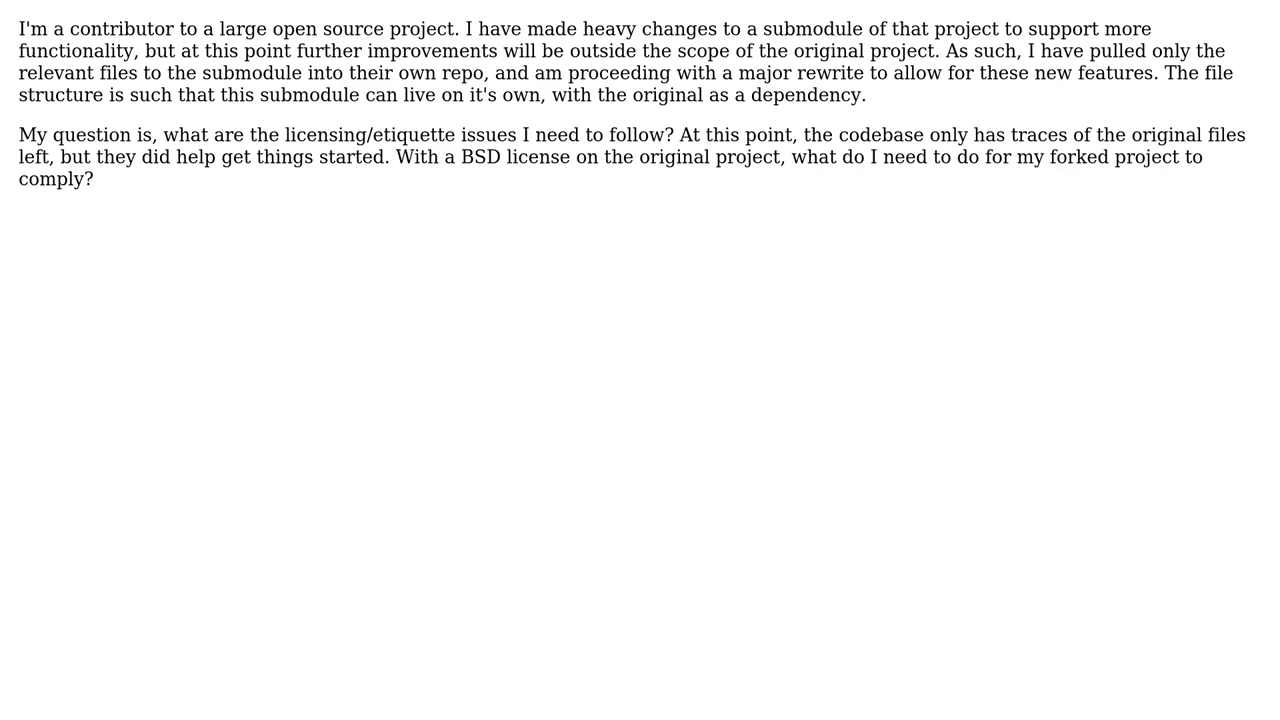 I'm a contributor to a large open source project. I have made heavy changes to a submodule of that project to support more
functionality, but at this point further improvements will be outside the scope of the original project. As such, I have pulled only the
relevant files to the submodule into their own repo, and am proceeding with a major rewrite to allow for these new features. The file
structure is such that this submodule can live on it's own, with the original as a dependency.
My question is, what are the licensing/etiquette issues I need to follow? At this point, the codebase only has traces of the original files
left, but they did help get things started. With a BSD license on the original project, what do I need to do for my forked project to
comply?